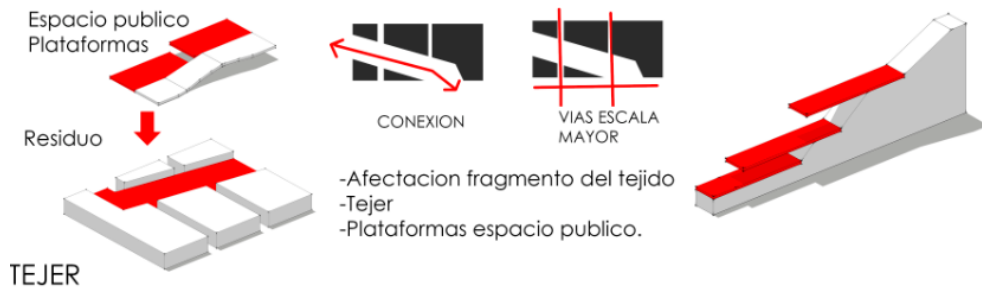 Espacio publico
Plataformas
Residuo
CONEXION
VIAS ESCALA
MAYOR
-Afectacion fragmento del tejido
-Tejer
-Plataformas espacio publico.
TEJER